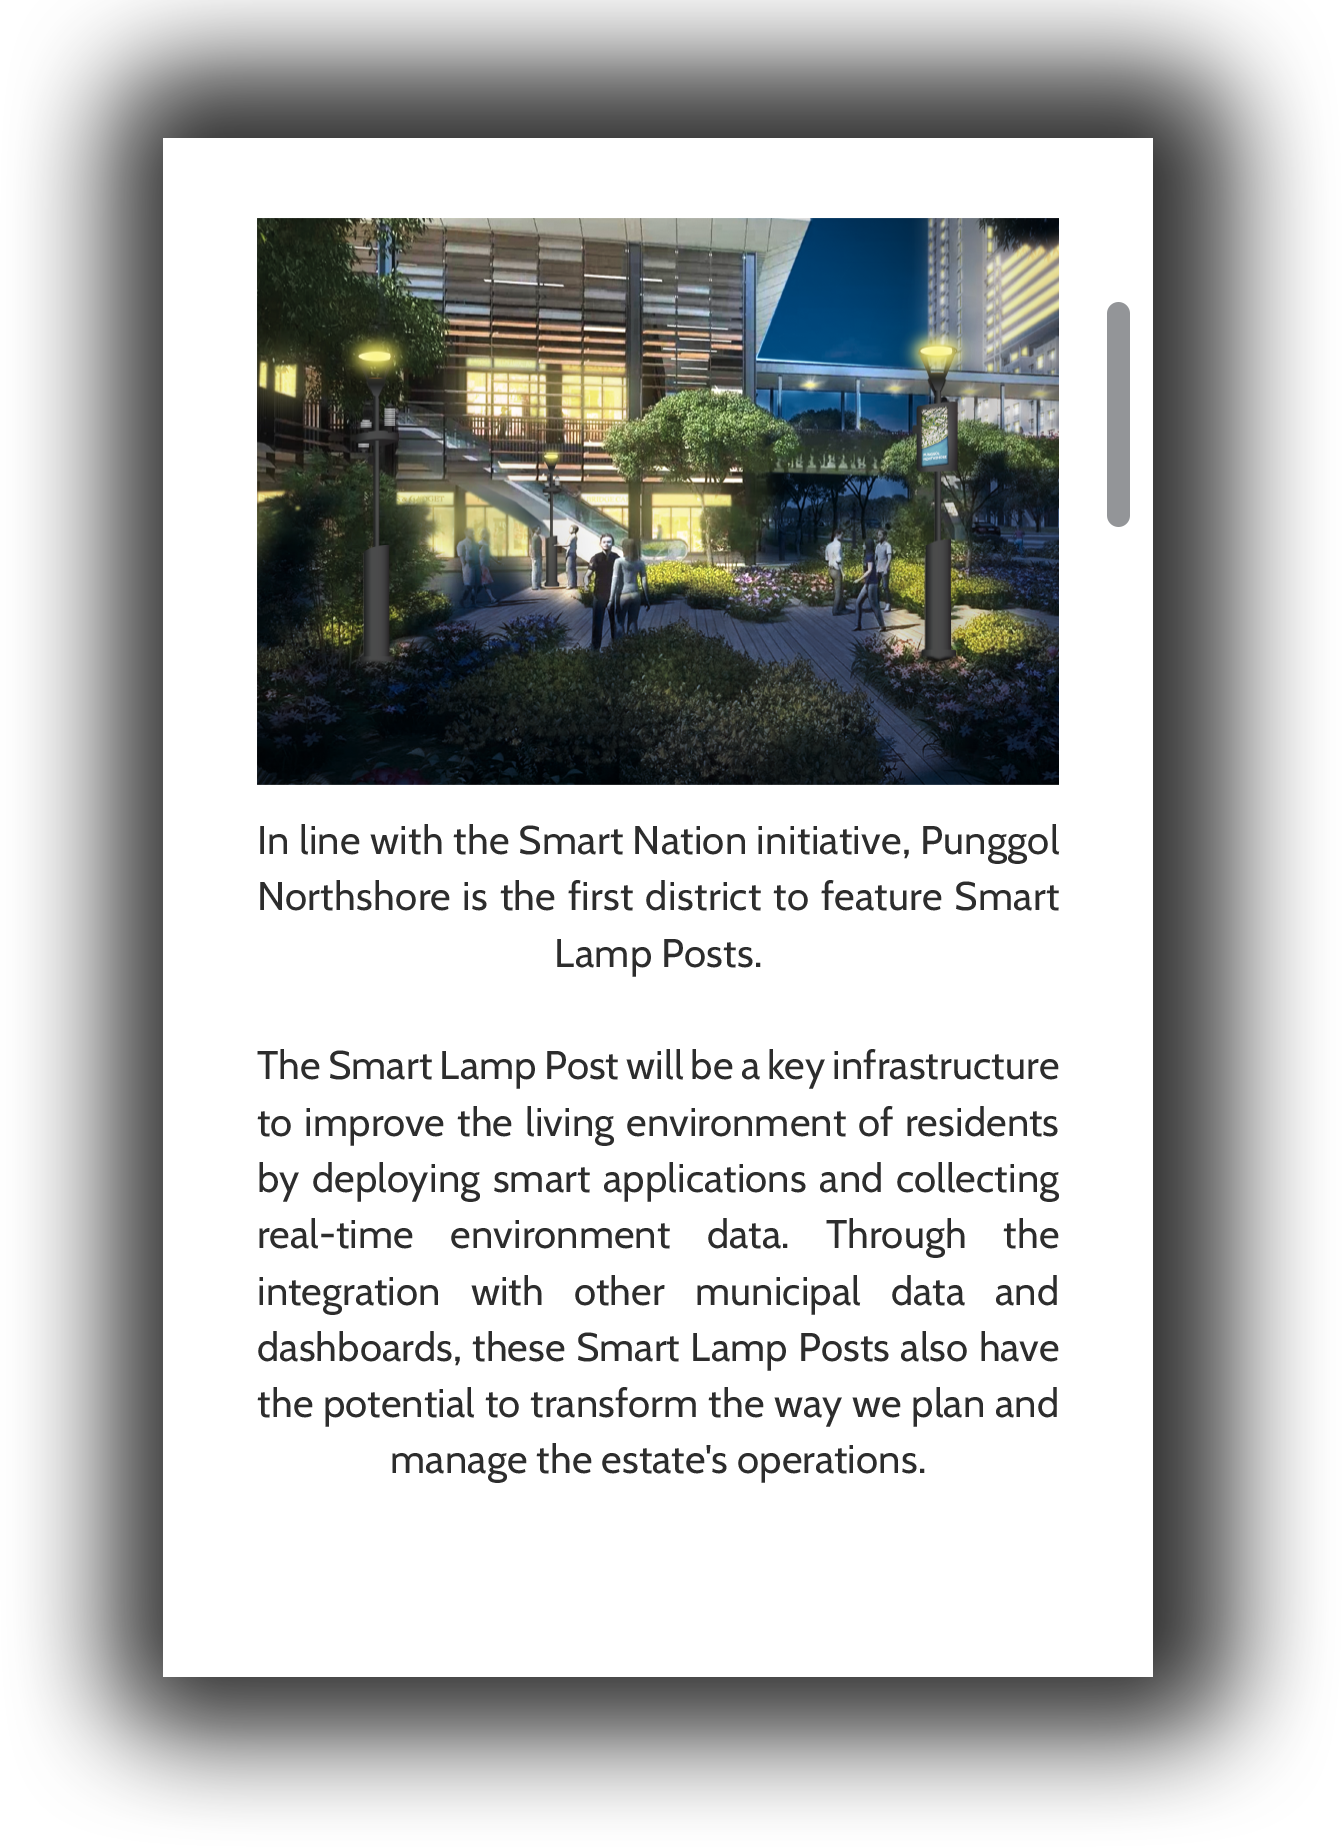 In line with the Smart Nation initiative, Punggol
Northshore is the first district to feature Smart
Lamp Posts.
The Smart Lamp Post will be a key infrastructure
to improve the living environment of residents
by deploying smart applications and collecting
real-time environment data. Through the
integration with other municipal data and
dashboards, these Smart Lamp Posts also have
the potential to transform the way we plan and
manage the estate's operations.